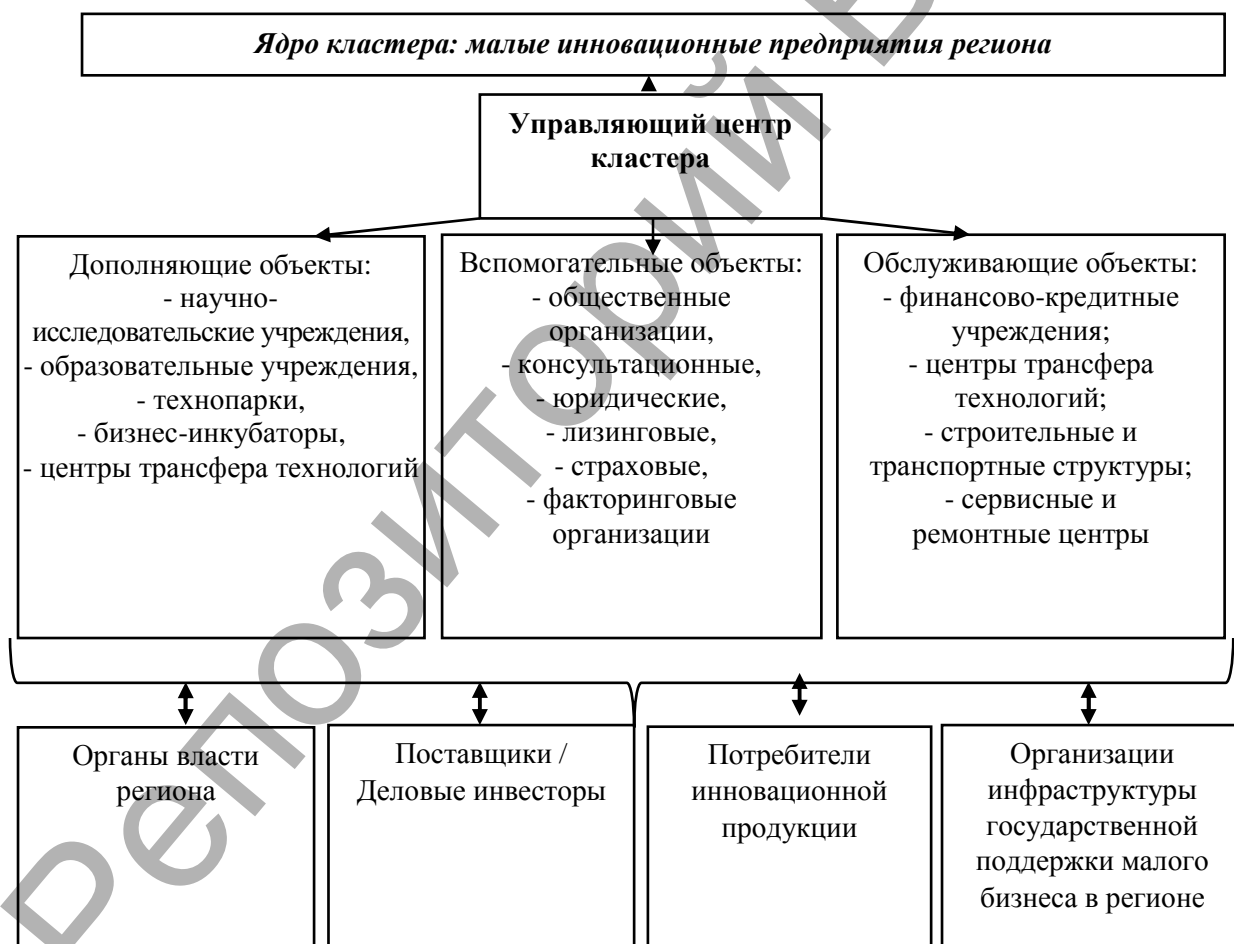 Ядро кластера: малые инновационные предприятия региона
Управляющий центр
кластера
Дополняющие объекты:
- научно-
исследовательские учреждения,
- образовательные учреждения,
- технопарки,
- бизнес-инкубаторы,
- центры трансфера технологий
Вспомогательные объекты:
- общественные
организации,
- консультационные,
- юридические,
- лизинговые,
- страховые,
- факторинговые
организации
Обслуживающие объекты:
- финансово-кредитные
учреждения;
- центры трансфера
технологий;
- строительные и
транспортные структуры;
- сервисные и
ремонтные центры
Органы власти
региона
Поставщики /
Деловые инвесторы
Потребители
инновационной
продукции
Организации
инфраструктуры
государственной
поддержки малого
бизнеса в регионе
Репозиторий